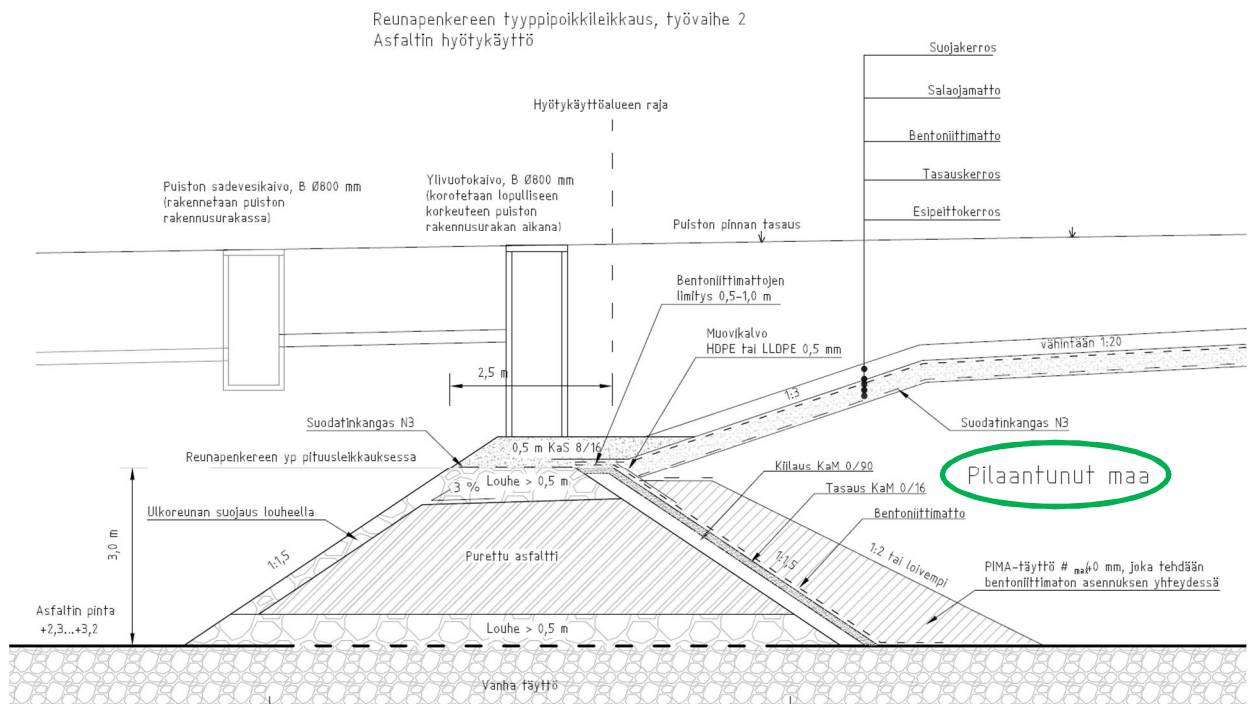 Reunapenkereen tyyppipoikkileikkaus, työvaihe 2
Asfaltin hyötykäyttö
Suojakerros
Salaojamatto
Bentoniittimatto
Tasauskerros
Esipeittokerros
Hyötykäyttöalueen raja
Puiston sadevesikaivo, B Ø800 mm
(rakennetaan puiston
rakennusurakassa)
Ylivuotokaivo, B Ø800 mm
(korotetaan lopulliseen
korkeuteen puiston
rakennusurakan aikana)
Puiston pinnan tasaus
Bentoniittimattojen
limitys 0,5-1,0 m
Muovikalvo
HDPE tai LLDPE 0,5 mm
vähintään 1:20
2,5 m
1:3
Suodatinkangas N3
Suodatinkangas N3
0,5 m KaS 8/16
Reunapenkereen yp pituusleikkauksessa
Kiilaus KaM 0/90
Pilaantunut maa
3 %
Louhe > 0,5 m
Tasaus KaM 0/16
Ulkoreunan suojaus louheella
Bentoniittimatto
3,0 m
1:1,5
Purettu asfaltti
1:1,5
1:2 tai loivempi
PIMA-täyttö # max40 mm, joka tehdään
bentoniittimaton asennuksen yhteydessä
Asfaltin pinta
+2,3...+3,2
Louhe > 0,5 m
Vanha täyttö